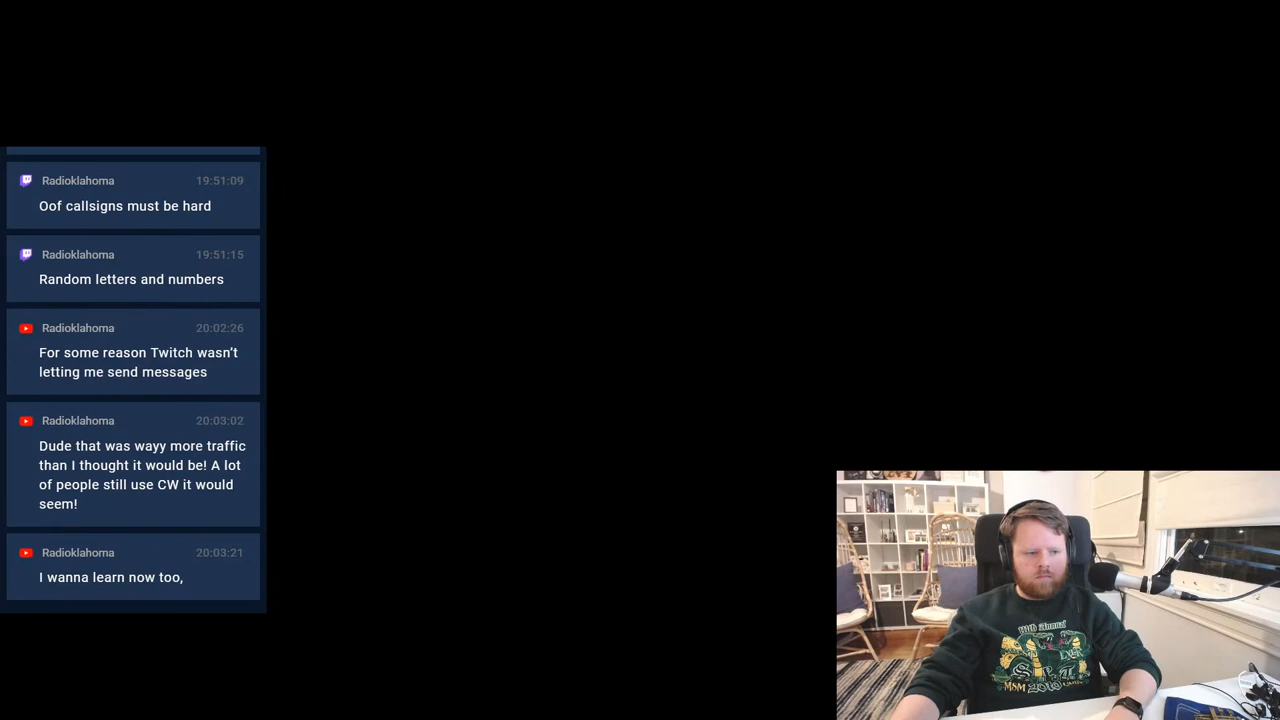 Radioklahoma 19:51:09
Oof callsigns must be hard
Radioklahoma 19:51:15
Random letters and numbers
Radioklahoma 20:02:26
For some reason Twitch wasn't
letting me send messages
Radioklahoma 20:03:02
Dude that was wayy more traffic
than I thought it would be! A lot
of people still use CW it would
seem!
Radioklahoma 20:03:21
I wanna learn now too,
MSM 2018